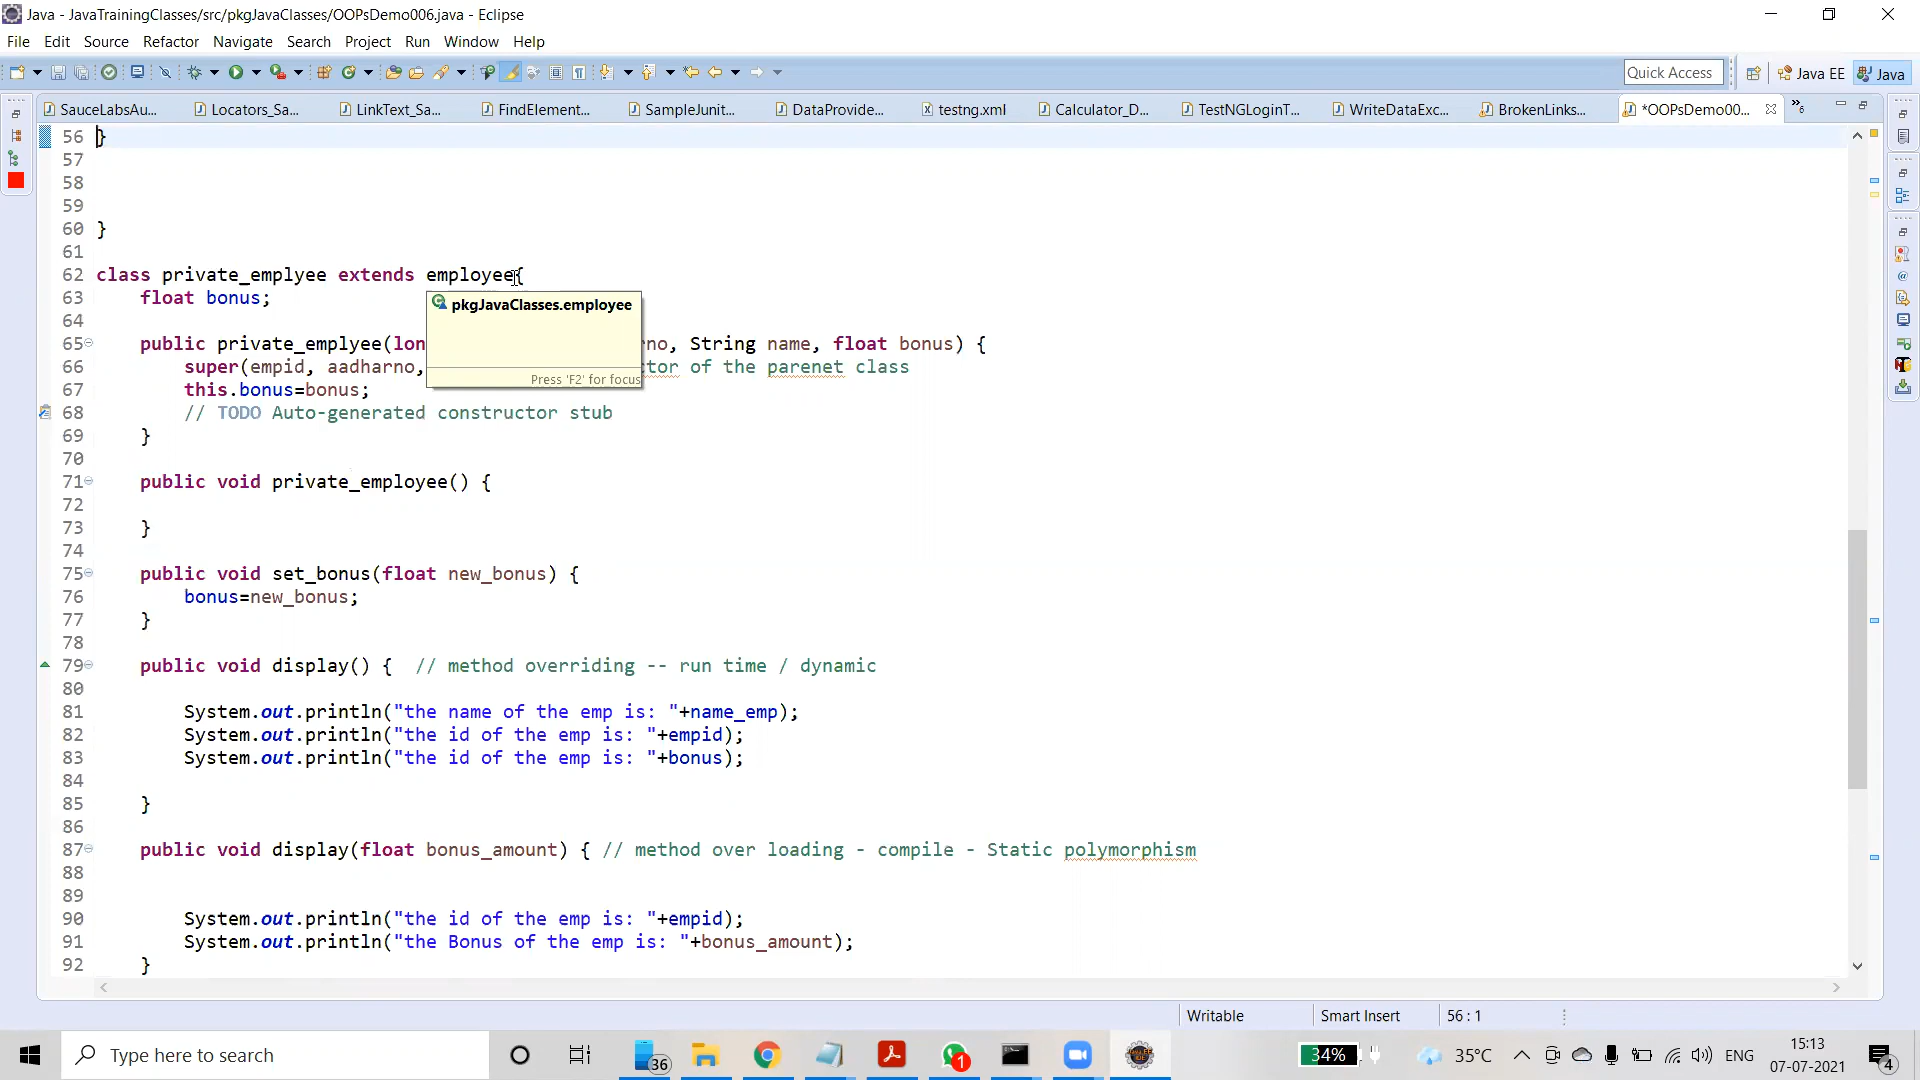 Java - JavaTrainingClasses/src/pkgJavaClasses/OOPsDemo006.java - Eclipse
File Edit Source Refactor Navigate Search Project Run Window Help
Quick Access Java EE Java
SauceLabsAu... Locators_Sa... LinkText_Sa... FindElement... SampleJunit... DataProvide... testng.xml Calculator_D... TestNGLoginT... WriteDataExc... BrokenLinks... *OOPsDemo00... »6
56 }
57
58
59
60 }
61
62 class private_emplyee extends employee{
63 float bonus;
pkgJavaClasses.employee
64
65 public private_emplyee(lon no, String name, float bonus) {
66 super(empid, aadharno, tor of the parenet class
Press 'F2' for focus
67 this.bonus=bonus;
68 // TODO Auto-generated constructor stub
69 }
70
71 public void private_employee() {
72
73 }
74
75 public void set_bonus(float new_bonus) {
76 bonus=new_bonus;
77 }
78
79 public void display() { // method overriding -- run time / dynamic
80
81 System.out.println("the name of the emp is: "+name_emp);
82 System.out.println("the id of the emp is: "+empid);
83 System.out.println("the id of the emp is: "+bonus);
84
85 }
86
87 public void display(float bonus_amount) { // method over loading - compile - Static polymorphism
88
89
90 System.out.println("the id of the emp is: "+empid);
91 System.out.println("the Bonus of the emp is: "+bonus_amount);
92 }
Writable Smart Insert 56 : 1
Type here to search 36 1 34% 35°C ENG 15:13
07-07-2021 4